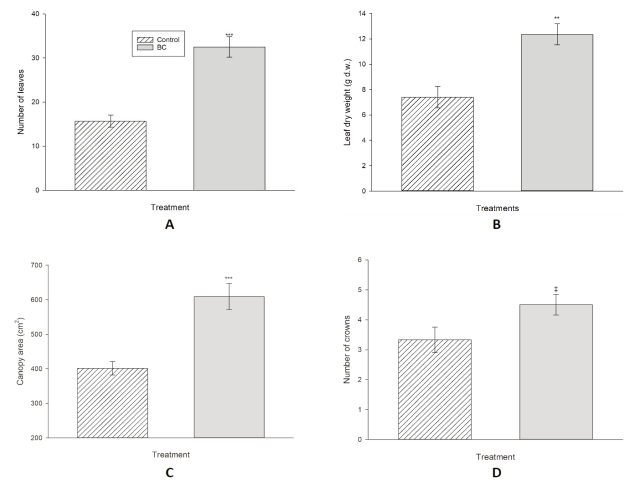 40
30
20
10
0
Number of leaves
Control
BC
***
Treatment
A
14
12
10
8
6
4
2
0
Leaf dry weight (g d.w.)
**
Treatments
B
700
600
500
400
300
200
Canopy area (cm²)
***
Treatment
C
6
5
4
3
2
1
0
Number of crowns
‡
Treatment
D